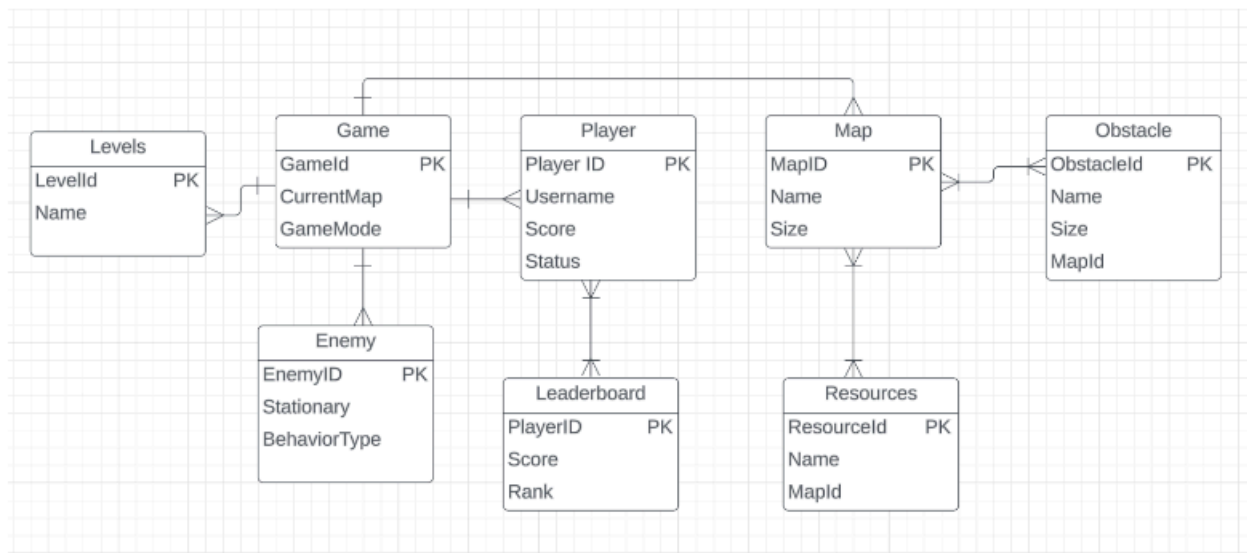 Levels
LevelId PK
Name
Game
GameId PK
CurrentMap
GameMode
Player
Player ID PK
Username
Score
Status
Map
MapID PK
Name
Size
Obstacle
ObstacleId PK
Name
Size
MapId
Enemy
EnemyID PK
Stationary
BehaviorType
Leaderboard
PlayerID PK
Score
Rank
Resources
ResourceId PK
Name
MapId